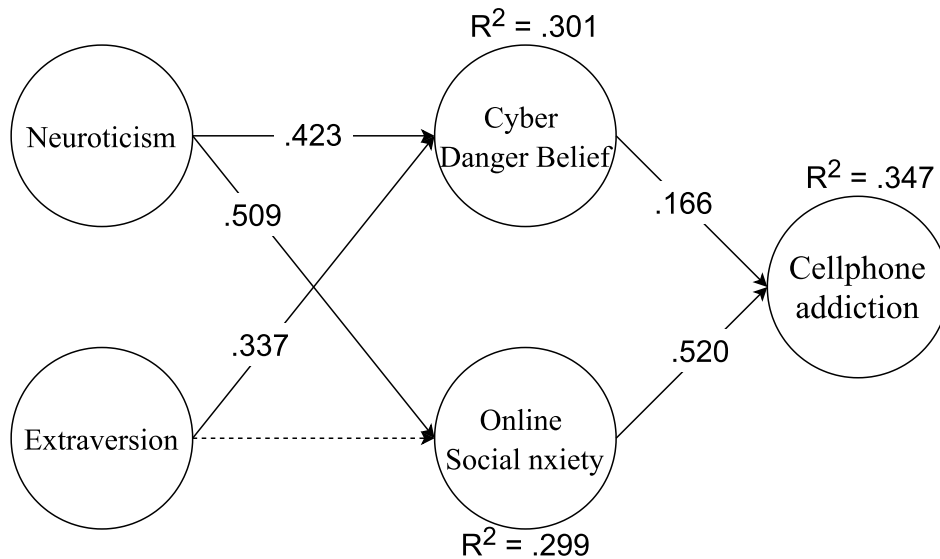 R² = .301
Neuroticism
.423
Cyber
Danger Belief
R² = .347
.509
.166
Cellphone
addiction
.337
.520
Extraversion
Online
Social nxiety
R² = .299